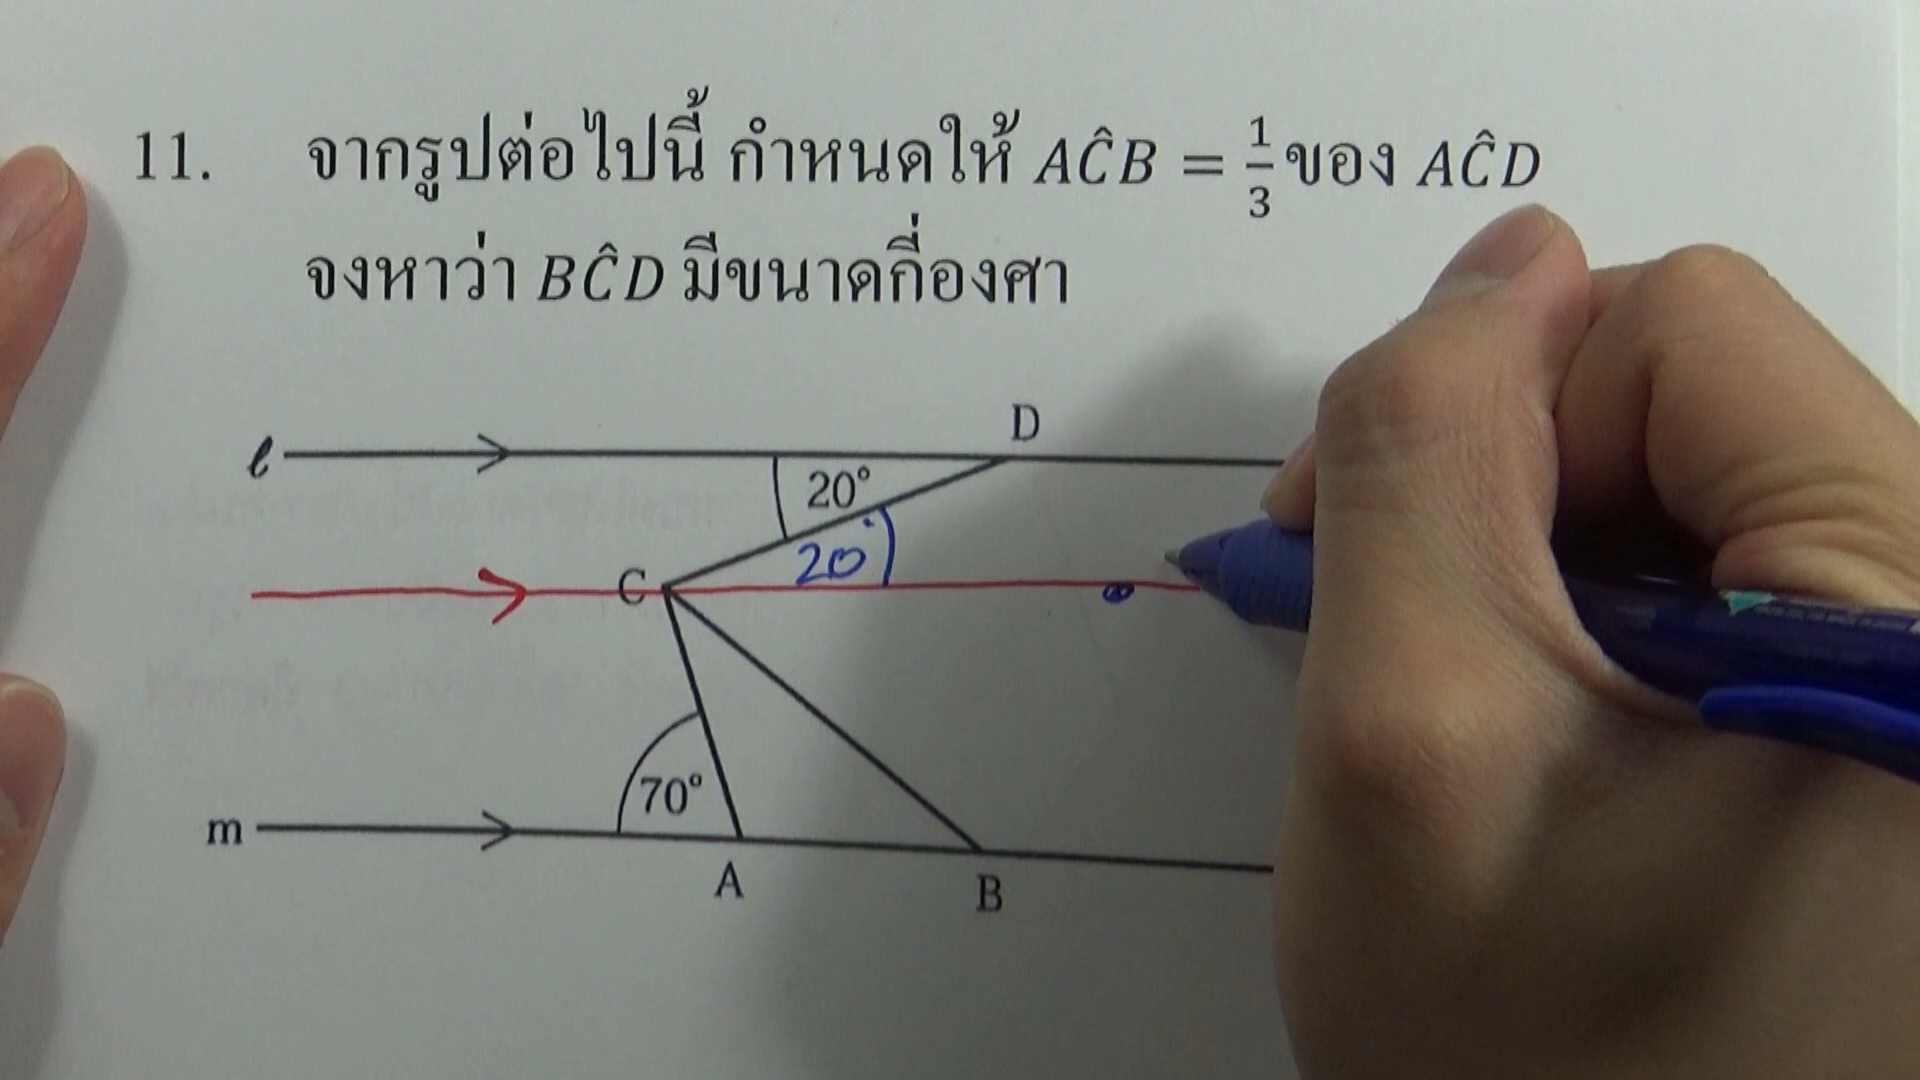 11. จากรูปต่อไปนี้ กำหนดให้ AĈB = 1/3 ของ AĈD
จงหาว่า BĈD มีขนาดกี่องศา
D
ℓ
20°
20°
C
70°
m
A
B